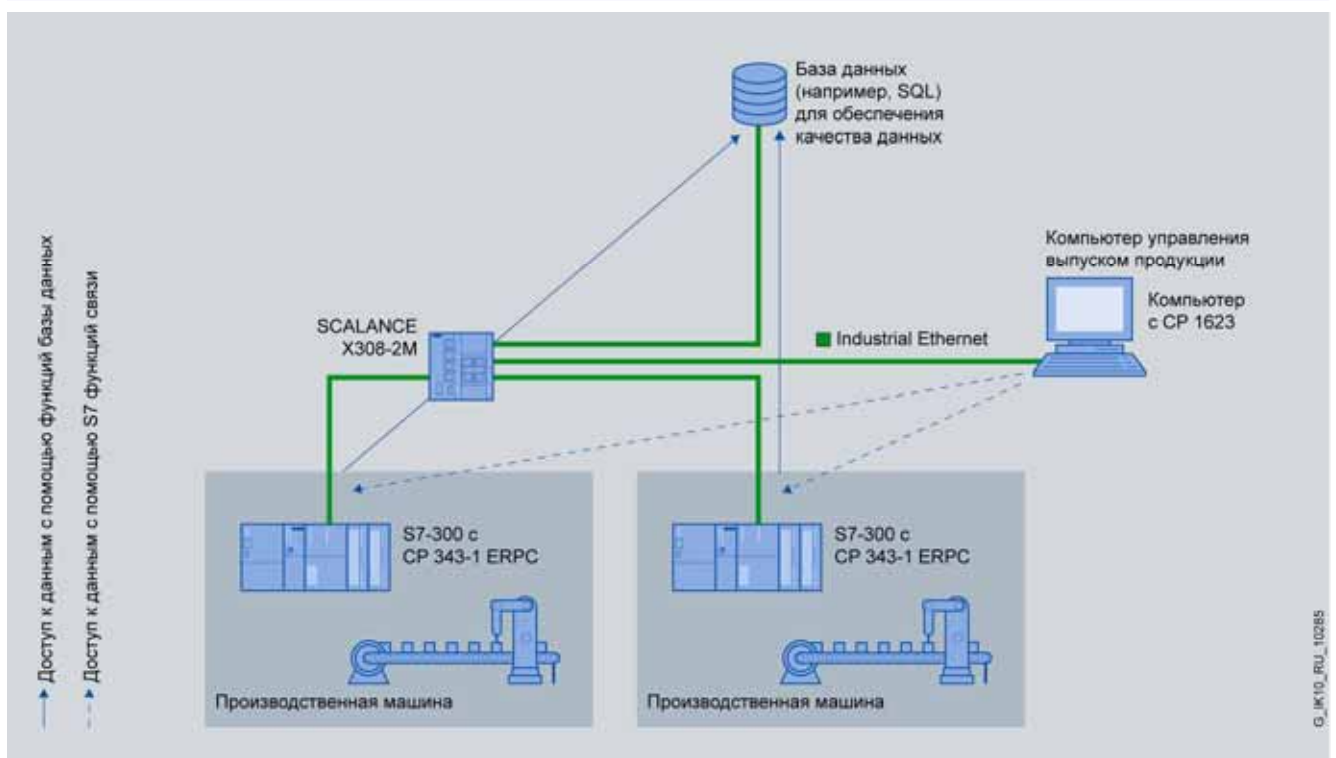 База данных
(например, SQL)
для обеспечения
качества данных
Компьютер управления
выпуском продукции
Компьютер
с CP 1623
SCALANCE
X308-2M
Industrial Ethernet
S7-300 с
CP 343-1 ERPC
Производственная машина
S7-300 с
CP 343-1 ERPC
Производственная машина
Доступ к данным с помощью функций базы данных
Доступ к данным с помощью S7 функций связи
G_IK10_RU_10285